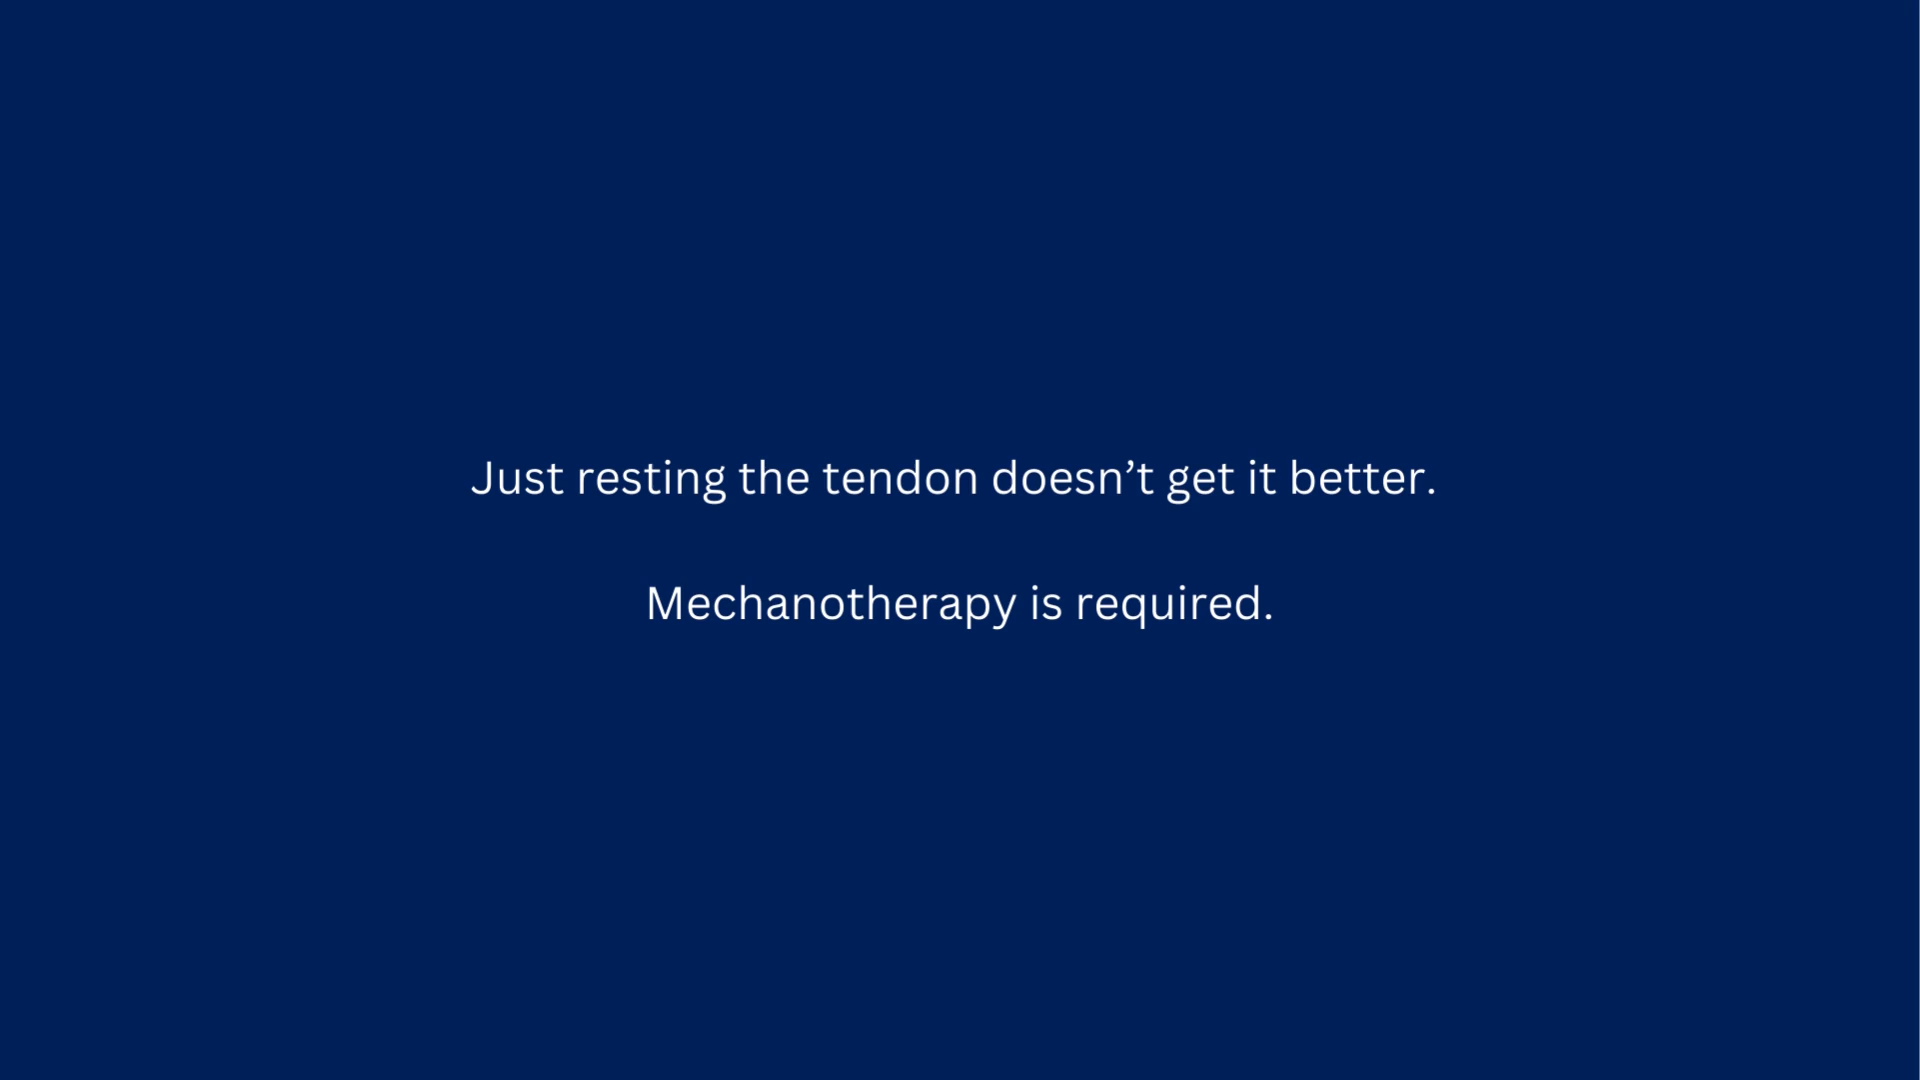 Just resting the tendon doesn’t get it better.
Mechanotherapy is required.